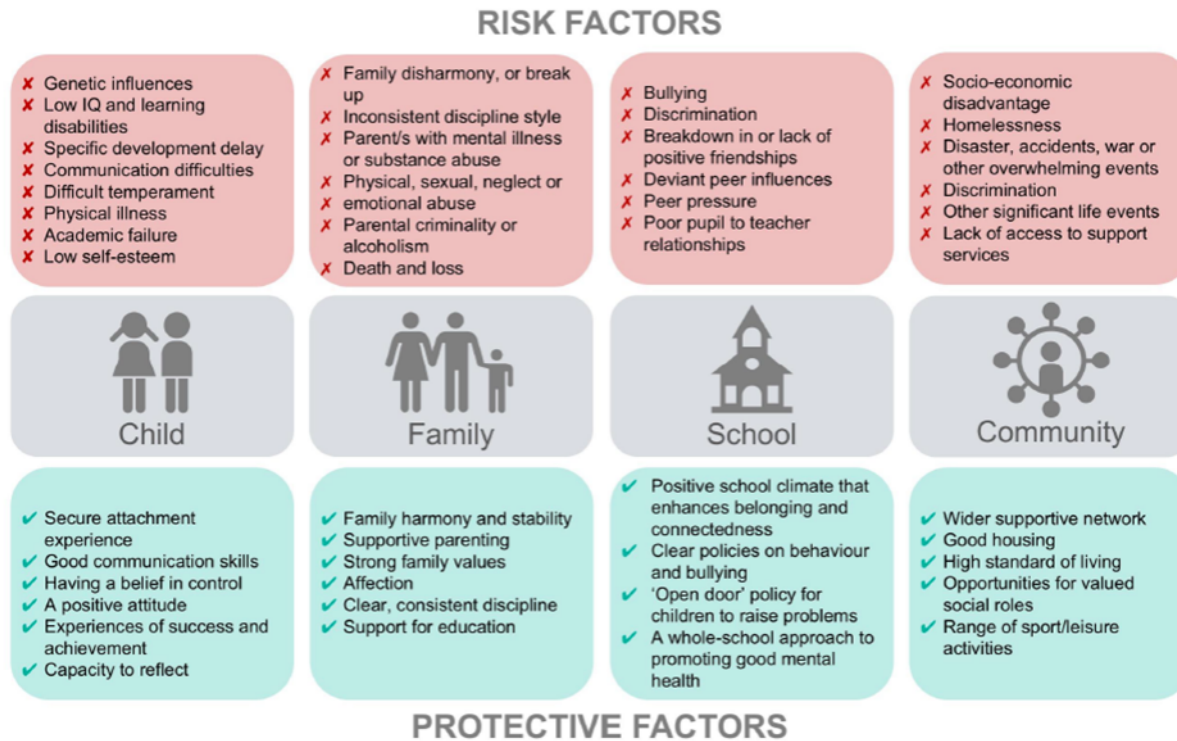 RISK FACTORS
✘ Genetic influences
✘ Low IQ and learning
disabilities
✘ Specific development delay
✘ Communication difficulties
✘ Difficult temperament
✘ Physical illness
✘ Academic failure
✘ Low self-esteem
✗ Family disharmony, or break
up
✗ Inconsistent discipline style
✗ Parent/s with mental illness
or substance abuse
✗ Physical, sexual, neglect or
✗ emotional abuse
✗ Parental criminality or
alcoholism
✗ Death and loss
✗ Bullying
✗ Discrimination
✗ Breakdown in or lack of
positive friendships
✗ Deviant peer influences
✗ Peer pressure
✗ Poor pupil to teacher
relationships
✗ Socio-economic
disadvantage
✗ Homelessness
✗ Disaster, accidents, war or
other overwhelming events
✗ Discrimination
✗ Other significant life events
✗ Lack of access to support
services
Child
Family
School
Community
✔ Secure attachment
experience
✔ Good communication skills
✔ Having a belief in control
✔ A positive attitude
✔ Experiences of success and
achievement
✔ Capacity to reflect
✔ Family harmony and stability
✔ Supportive parenting
✔ Strong family values
✔ Affection
✔ Clear, consistent discipline
✔ Support for education
✔ Positive school climate that
enhances belonging and
connectedness
✔ Clear policies on behaviour
and bullying
✔ ‘Open door’ policy for
children to raise problems
✔ A whole-school approach to
promoting good mental
health
✔ Wider supportive network
✔ Good housing
✔ High standard of living
✔ Opportunities for valued
social roles
✔ Range of sport/leisure
activities
PROTECTIVE FACTORS